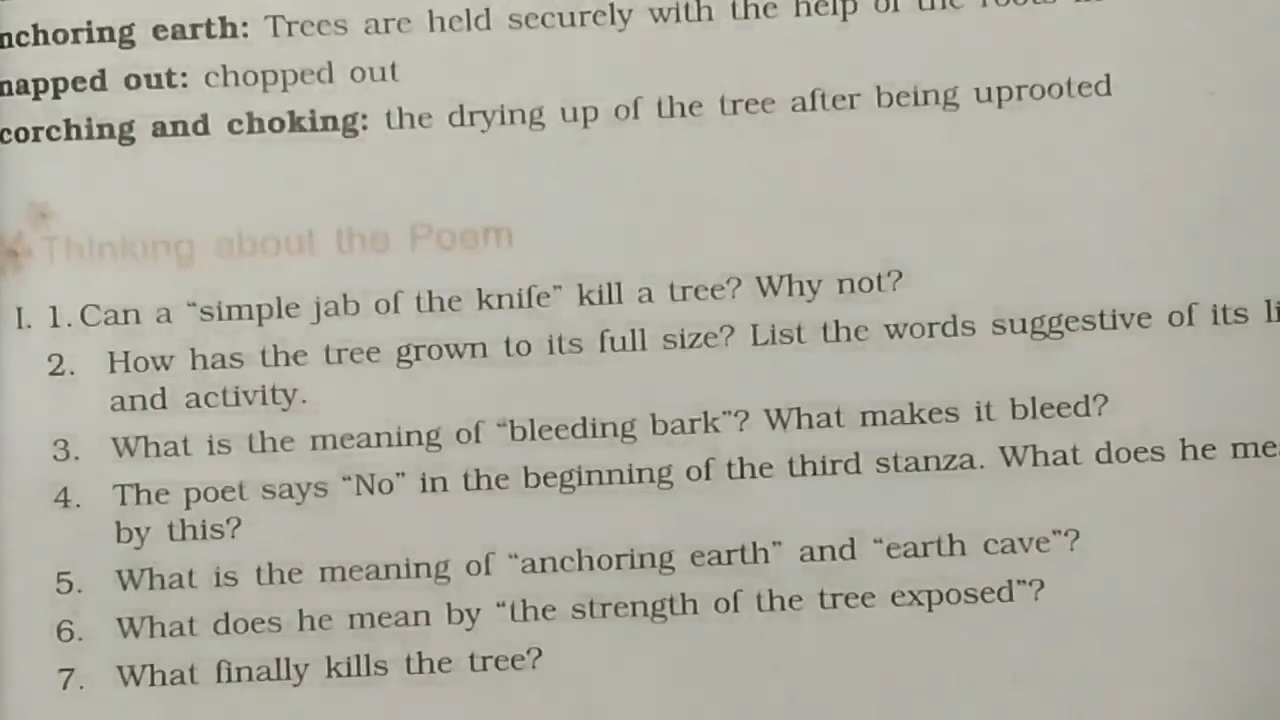 nchoring earth: Trees are held securely with the help of the roots
napped out: chopped out
corching and choking: the drying up of the tree after being uprooted
Thinking about the Poem
I. 1. Can a “simple jab of the knife” kill a tree? Why not?
2. How has the tree grown to its full size? List the words suggestive of its li
and activity.
3. What is the meaning of “bleeding bark”? What makes it bleed?
4. The poet says “No” in the beginning of the third stanza. What does he me
by this?
5. What is the meaning of “anchoring earth” and “earth cave”?
6. What does he mean by “the strength of the tree exposed”?
7. What finally kills the tree?